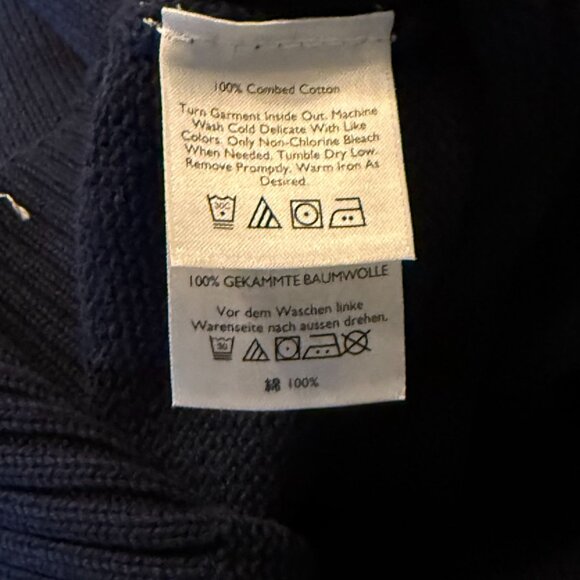 100% Combed Cotton
Turn Garment Inside Out. Machine
Wash Cold Delicate With Like
Colors. Only Non-Chlorine Bleach
When Needed. Tumble Dry Low.
Remove Promptly. Warm Iron As
Desired.
30C
100% GEKAMMTE BAUMWOLLE
Vor dem Waschen linke
Warenseite nach aussen drehen.
30
綿 100%